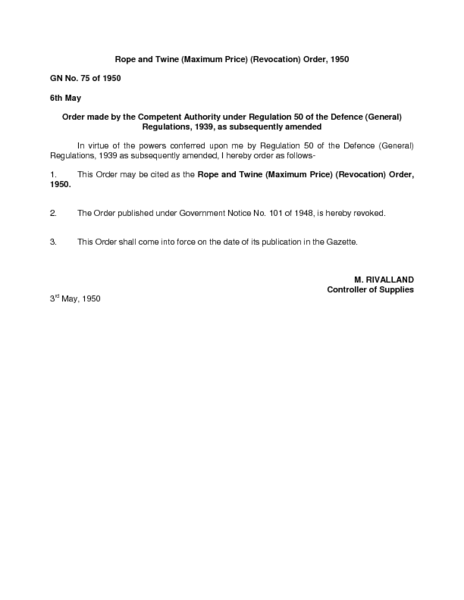 Rope and Twine (Maximum Price) (Revocation) Order, 1950
GN No. 75 of 1950
6th May
Order made by the Competent Authority under Regulation 50 of the Defence (General)
Regulations, 1939, as subsequently amended
In virtue of the powers conferred upon me by Regulation 50 of the Defence (General)
Regulations, 1939 as subsequently amended, I hereby order as follows-
1. This Order may be cited as the Rope and Twine (Maximum Price) (Revocation) Order,
1950.
2. The Order published under Government Notice No. 101 of 1948, is hereby revoked.
3. This Order shall come into force on the date of its publication in the Gazette.
M. RIVALLAND
Controller of Supplies
3rd May, 1950